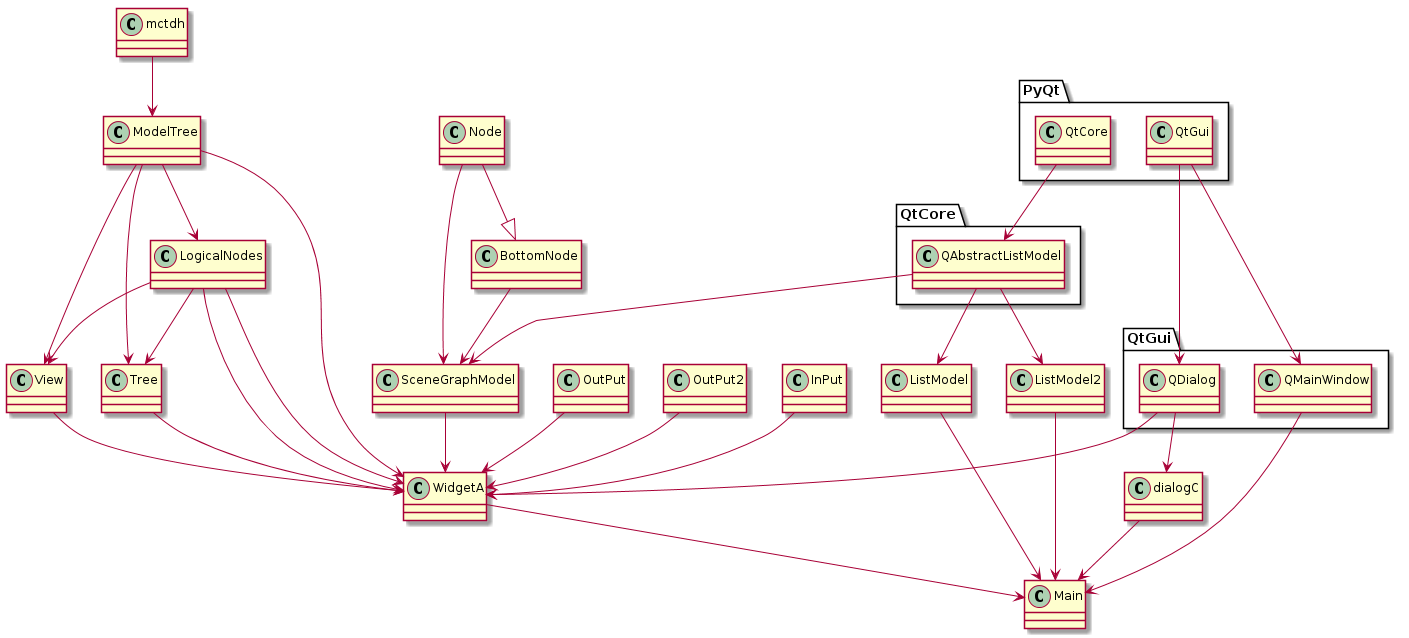 C mctdh
PyQt
C ModelTree
C Node
C QtCore
C QtGui
QtCore
C LogicalNodes
C BottomNode
C QAbstractListModel
QtGui
C View
C Tree
C SceneGraphModel
C OutPut
C OutPut2
C InPut
C ListModel
C ListModel2
C QDialog
C QMainWindow
C WidgetA
C dialogC
C Main